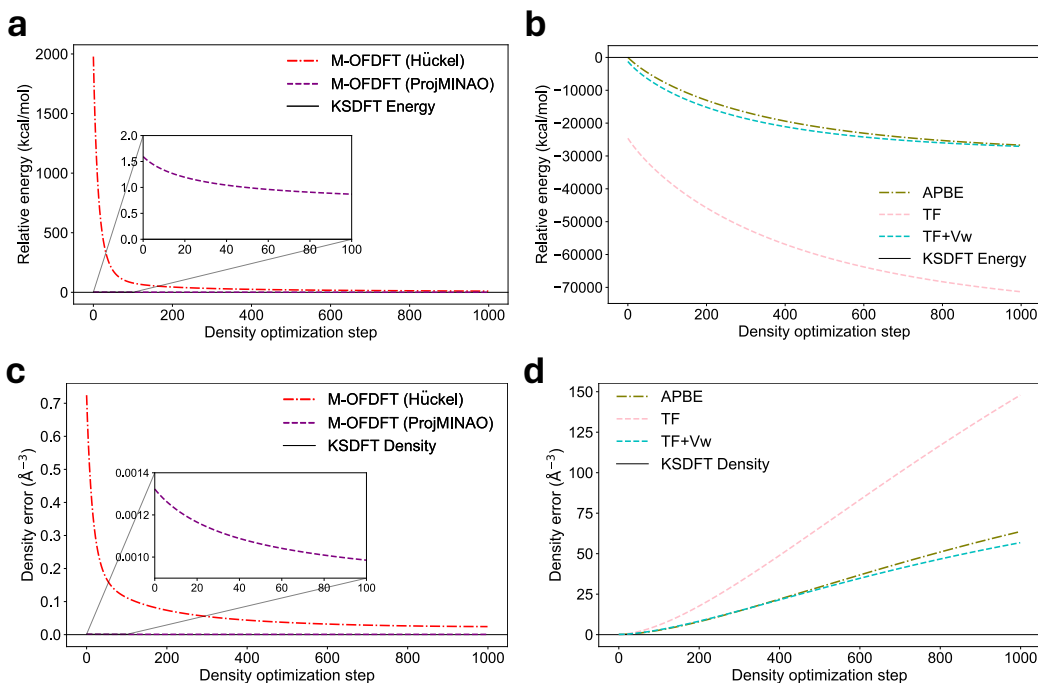 a
2000
1500
1000
500
0
Relative energy (kcal/mol)
M-OFDFT (Hückel)
M-OFDFT (ProjMINAO)
KSDFT Energy
2.0
1.5
1.0
0.5
0.0
0 20 40 60 80 100
0 200 400 600 800 1000
Density optimization step
b
0
−10000
−20000
−30000
−40000
−50000
−60000
−70000
Relative energy (kcal/mol)
APBE
TF
TF+Vw
KSDFT Energy
0 200 400 600 800 1000
Density optimization step
c
0.7
0.6
0.5
0.4
0.3
0.2
0.1
0.0
Density error (Å⁻³)
M-OFDFT (Hückel)
M-OFDFT (ProjMINAO)
KSDFT Density
0.0014
0.0012
0.0010
0 20 40 60 80 100
0 200 400 600 800 1000
Density optimization step
d
150
125
100
75
50
25
0
Density error (Å⁻³)
APBE
TF
TF+Vw
KSDFT Density
0 200 400 600 800 1000
Density optimization step